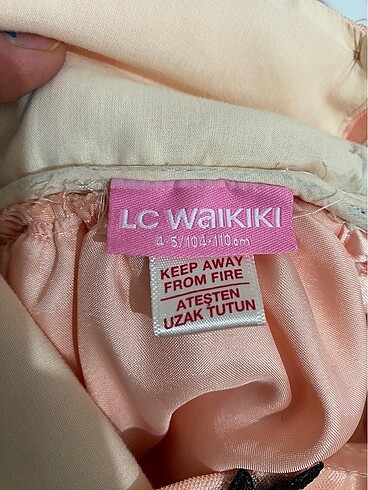 LC WAIKIKI
4-5/104-110cm
KEEP AWAY
FROM FIRE
ATEŞTEN
UZAK TUTUN